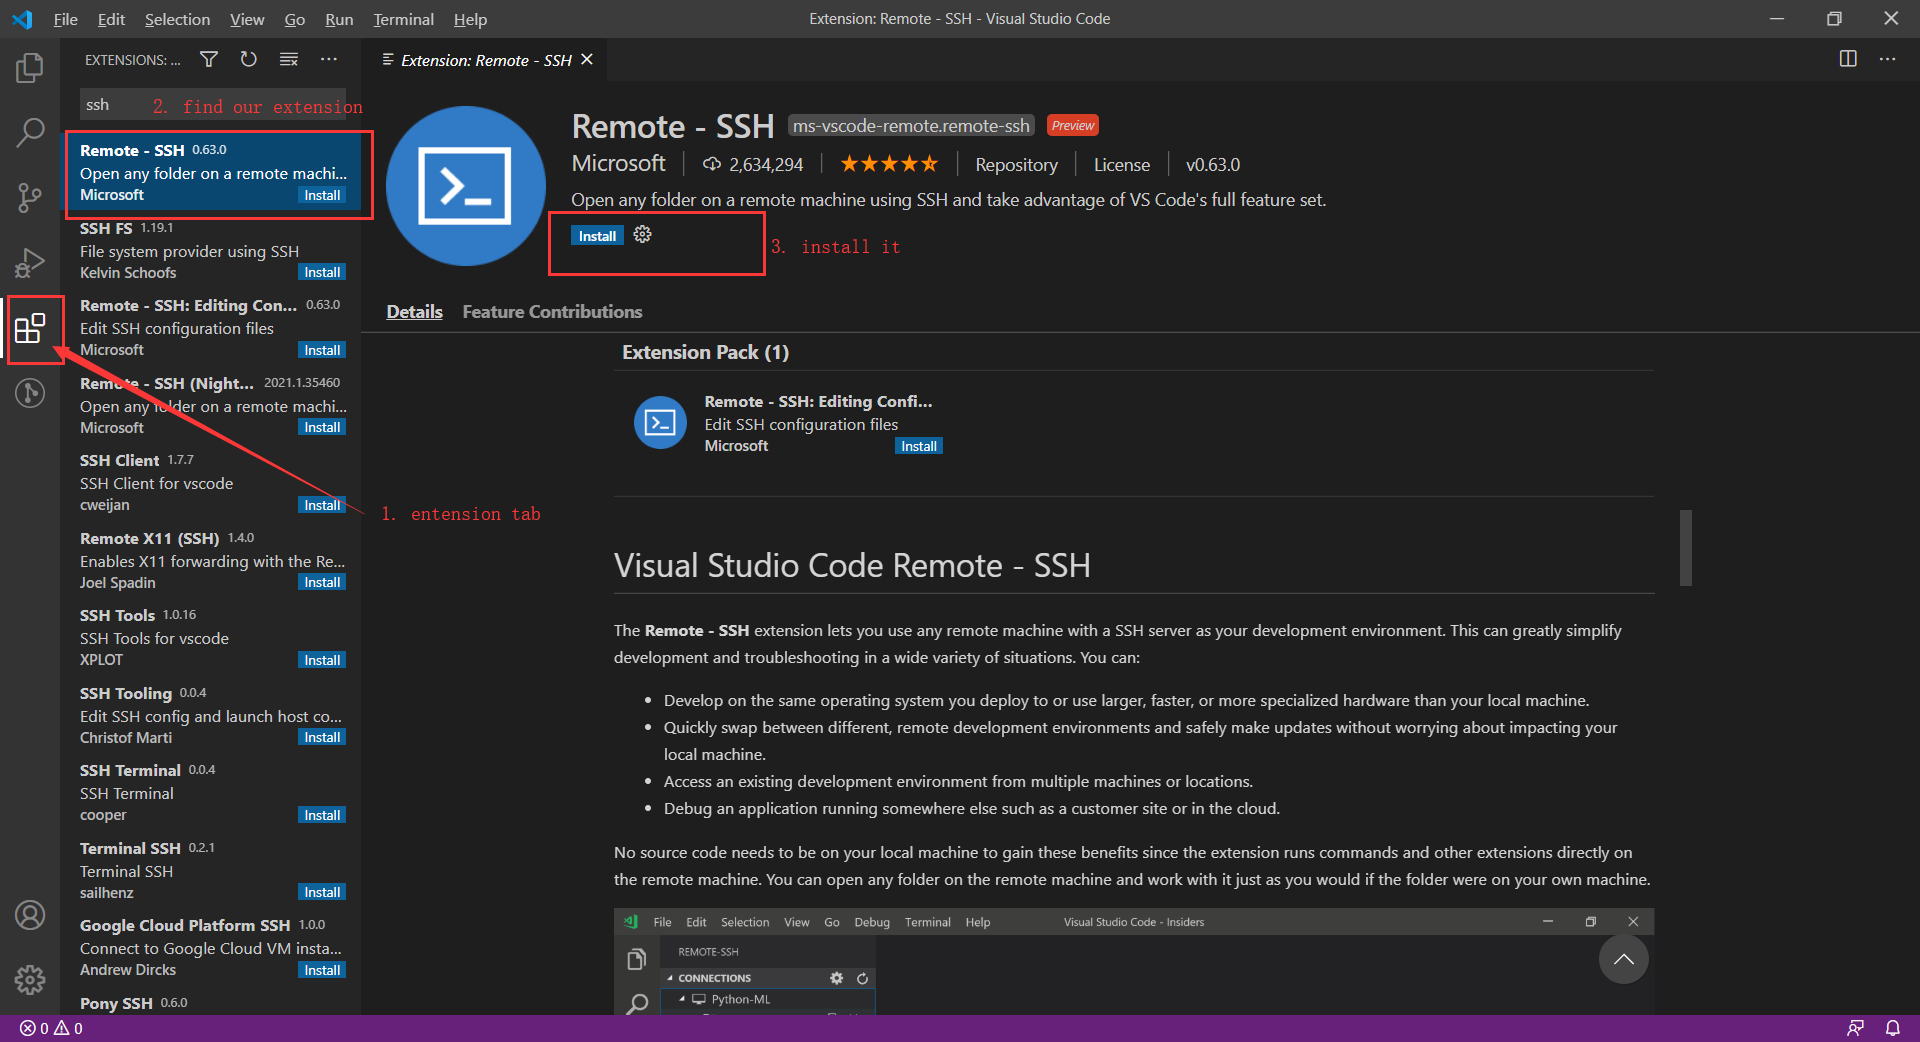 File Edit Selection View Go Run Terminal Help
Extension: Remote - SSH - Visual Studio Code
EXTENSIONS: ...
Extension: Remote - SSH
ssh
2. find our extension
Remote - SSH 0.63.0
Open any folder on a remote machi...
Microsoft Install
SSH FS 1.19.1
File system provider using SSH
Kelvin Schoofs Install
Remote - SSH: Editing Con... 0.63.0
Edit SSH configuration files
Microsoft Install
Remote - SSH (Night... 2021.1.35460
Open any folder on a remote machi...
Microsoft Install
SSH Client 1.7.7
SSH Client for vscode
cweijan Install
Remote X11 (SSH) 1.4.0
Enables X11 forwarding with the Re...
Joel Spadin Install
SSH Tools 1.0.16
SSH Tools for vscode
XPLOT Install
SSH Tooling 0.0.4
Edit SSH config and launch host co...
Christof Marti Install
SSH Terminal 0.0.4
SSH Terminal
cooper Install
Terminal SSH 0.2.1
Terminal SSH
sailhenz Install
Google Cloud Platform SSH 1.0.0
Connect to Google Cloud VM insta...
Andrew Dircks Install
Pony SSH 0.6.0
1. entension tab
Remote - SSH ms-vscode-remote.remote-ssh Preview
Microsoft 2,634,294 Repository License v0.63.0
Open any folder on a remote machine using SSH and take advantage of VS Code's full feature set.
Install
3. install it
Details Feature Contributions
Extension Pack (1)
Remote - SSH: Editing Confi...
Edit SSH configuration files
Microsoft Install
Visual Studio Code Remote - SSH
The Remote - SSH extension lets you use any remote machine with a SSH server as your development environment. This can greatly simplify
development and troubleshooting in a wide variety of situations. You can:
• Develop on the same operating system you deploy to or use larger, faster, or more specialized hardware than your local machine.
• Quickly swap between different, remote development environments and safely make updates without worrying about impacting your
local machine.
• Access an existing development environment from multiple machines or locations.
• Debug an application running somewhere else such as a customer site or in the cloud.
No source code needs to be on your local machine to gain these benefits since the extension runs commands and other extensions directly on
the remote machine. You can open any folder on the remote machine and work with it just as you would if the folder were on your own machine.
File Edit Selection View Go Debug Terminal Help Visual Studio Code - Insiders
REMOTE-SSH
CONNECTIONS
Python-ML
0 0